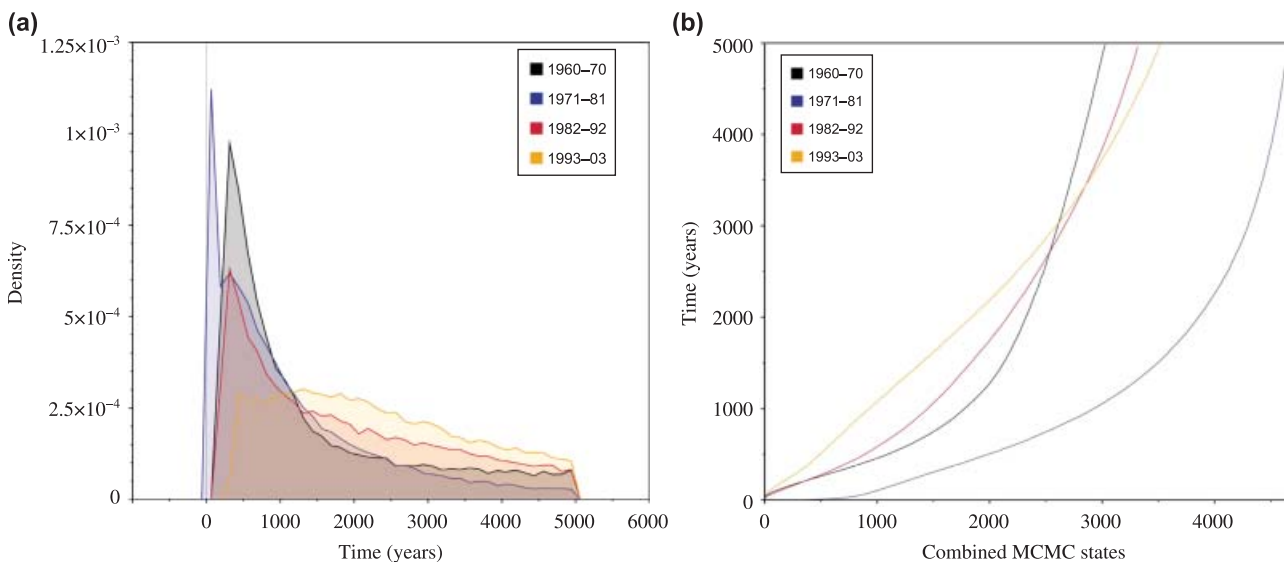 (a)
1.25×10⁻³
1×10⁻³
7.5×10⁻⁴
5×10⁻⁴
2.5×10⁻⁴
0
Density
0 1000 2000 3000 4000 5000 6000
Time (years)
1960–70
1971–81
1982–92
1993–03
(b)
5000
4000
3000
2000
1000
0
Time (years)
0 1000 2000 3000 4000
Combined MCMC states
1960–70
1971–81
1982–92
1993–03